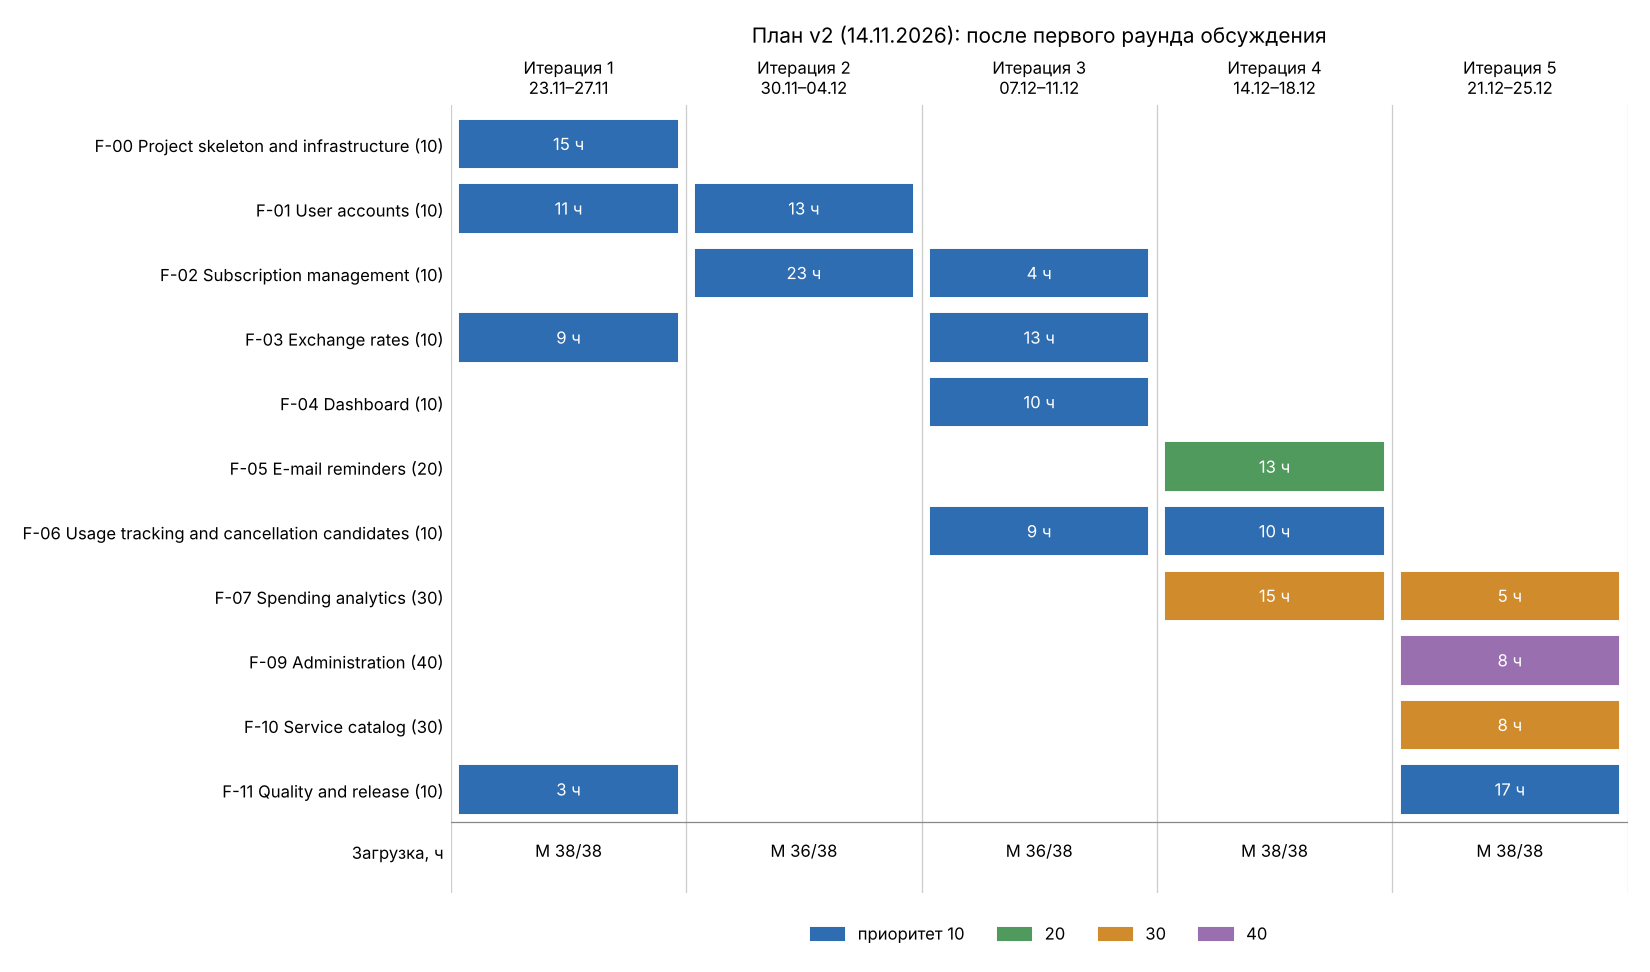 План v2 (14.11.2026): после первого раунда обсуждения
Итерация 1
23.11–27.11
Итерация 2
30.11–04.12
Итерация 3
07.12–11.12
Итерация 4
14.12–18.12
Итерация 5
21.12–25.12
F-00 Project skeleton and infrastructure (10) 15 ч
F-01 User accounts (10) 11 ч 13 ч
F-02 Subscription management (10) 23 ч 4 ч
F-03 Exchange rates (10) 9 ч 13 ч
F-04 Dashboard (10) 10 ч
F-05 E-mail reminders (20) 13 ч
F-06 Usage tracking and cancellation candidates (10) 9 ч 10 ч
F-07 Spending analytics (30) 15 ч 5 ч
F-09 Administration (40) 8 ч
F-10 Service catalog (30) 8 ч
F-11 Quality and release (10) 3 ч 17 ч
Загрузка, ч М 38/38 М 36/38 М 36/38 М 38/38 М 38/38
приоритет 10 20 30 40